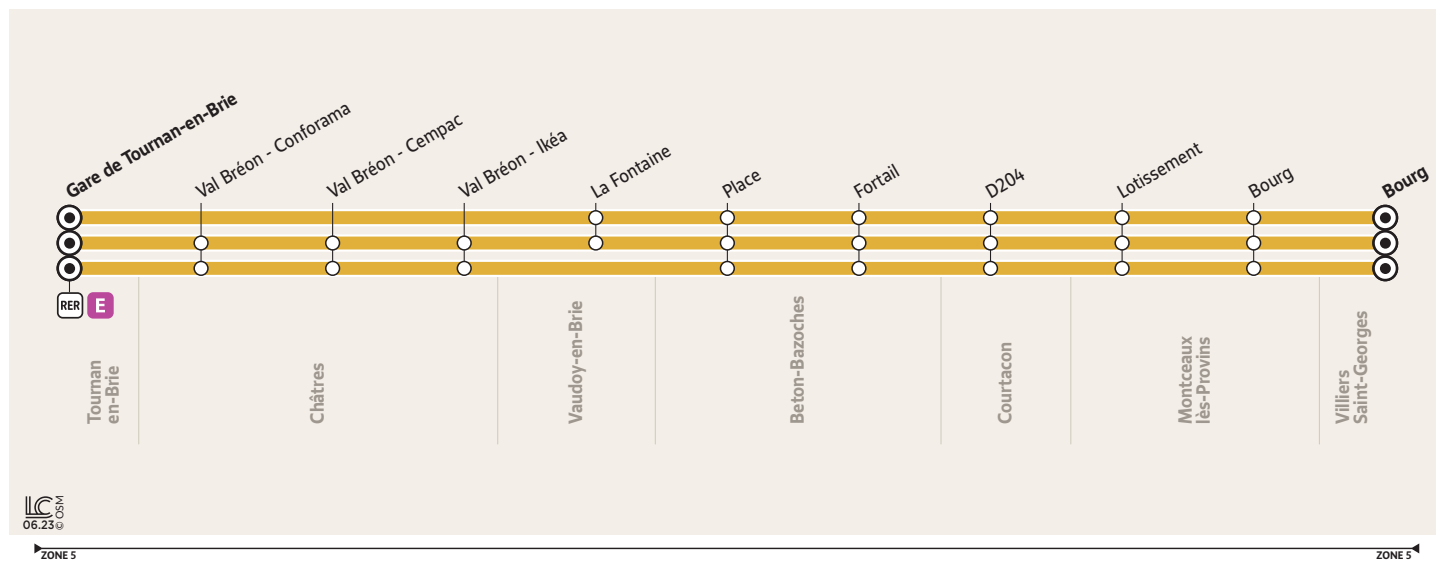 Gare de Tournan-en-Brie
Val Bréon - Conforama
Val Bréon - Cempac
Val Bréon - Ikéa
La Fontaine
Place
Fortail
D204
Lotissement
Bourg
Bourg
RER E
Tournan
en-Brie
Châtres
Vaudoy-en-Brie
Beton-Bazoches
Courtacon
Montceaux
lès-Provins
Villiers
Saint-Georges
LC
06.23 © OSM
ZONE 5
ZONE 5